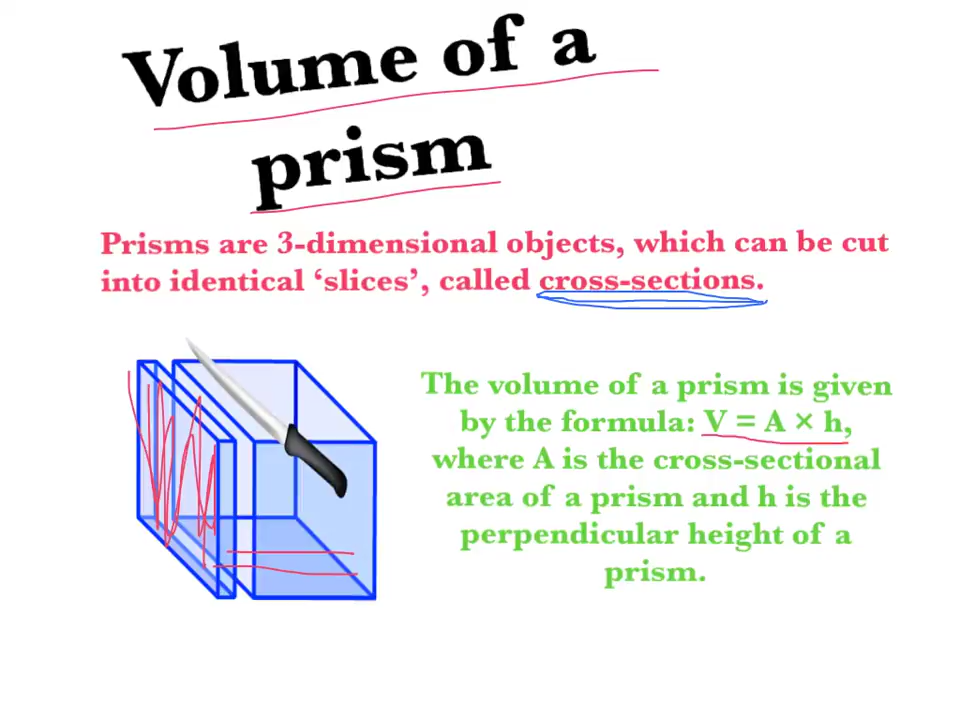 Volume of a
prism
Prisms are 3-dimensional objects, which can be cut
into identical ‘slices’, called cross-sections.
The volume of a prism is given
by the formula: V = A × h,
where A is the cross-sectional
area of a prism and h is the
perpendicular height of a
prism.